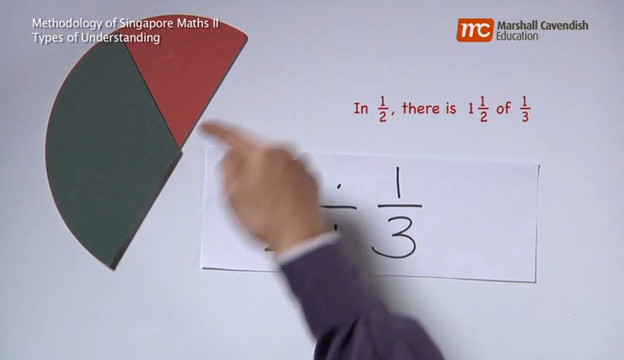 Methodology of Singapore Maths II
Types of Understanding
mc Marshall Cavendish
Education
In 1/2, there is 1 1/2 of 1/3
÷ 1/3